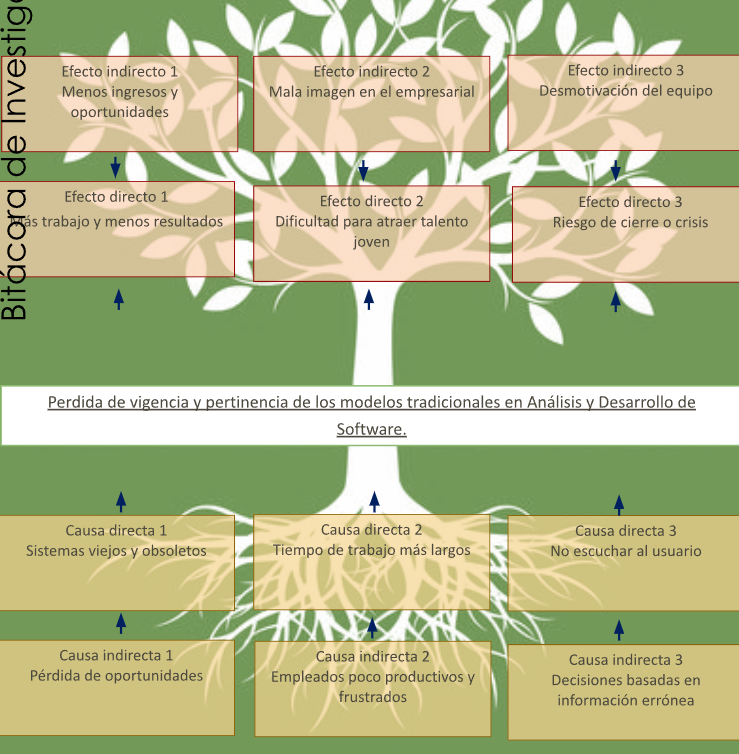 Bitácora de Investiga
Efecto indirecto 1
Menos ingresos y
oportunidades
Efecto indirecto 2
Mala imagen en el empresarial
Efecto indirecto 3
Desmotivación del equipo
Efecto directo 1
Más trabajo y menos resultados
Efecto directo 2
Dificultad para atraer talento
joven
Efecto directo 3
Riesgo de cierre o crisis
Perdida de vigencia y pertinencia de los modelos tradicionales en Análisis y Desarrollo de
Software.
Causa directa 1
Sistemas viejos y obsoletos
Causa directa 2
Tiempo de trabajo más largos
Causa directa 3
No escuchar al usuario
Causa indirecta 1
Pérdida de oportunidades
Causa indirecta 2
Empleados poco productivos y
frustrados
Causa indirecta 3
Decisiones basadas en
información errónea